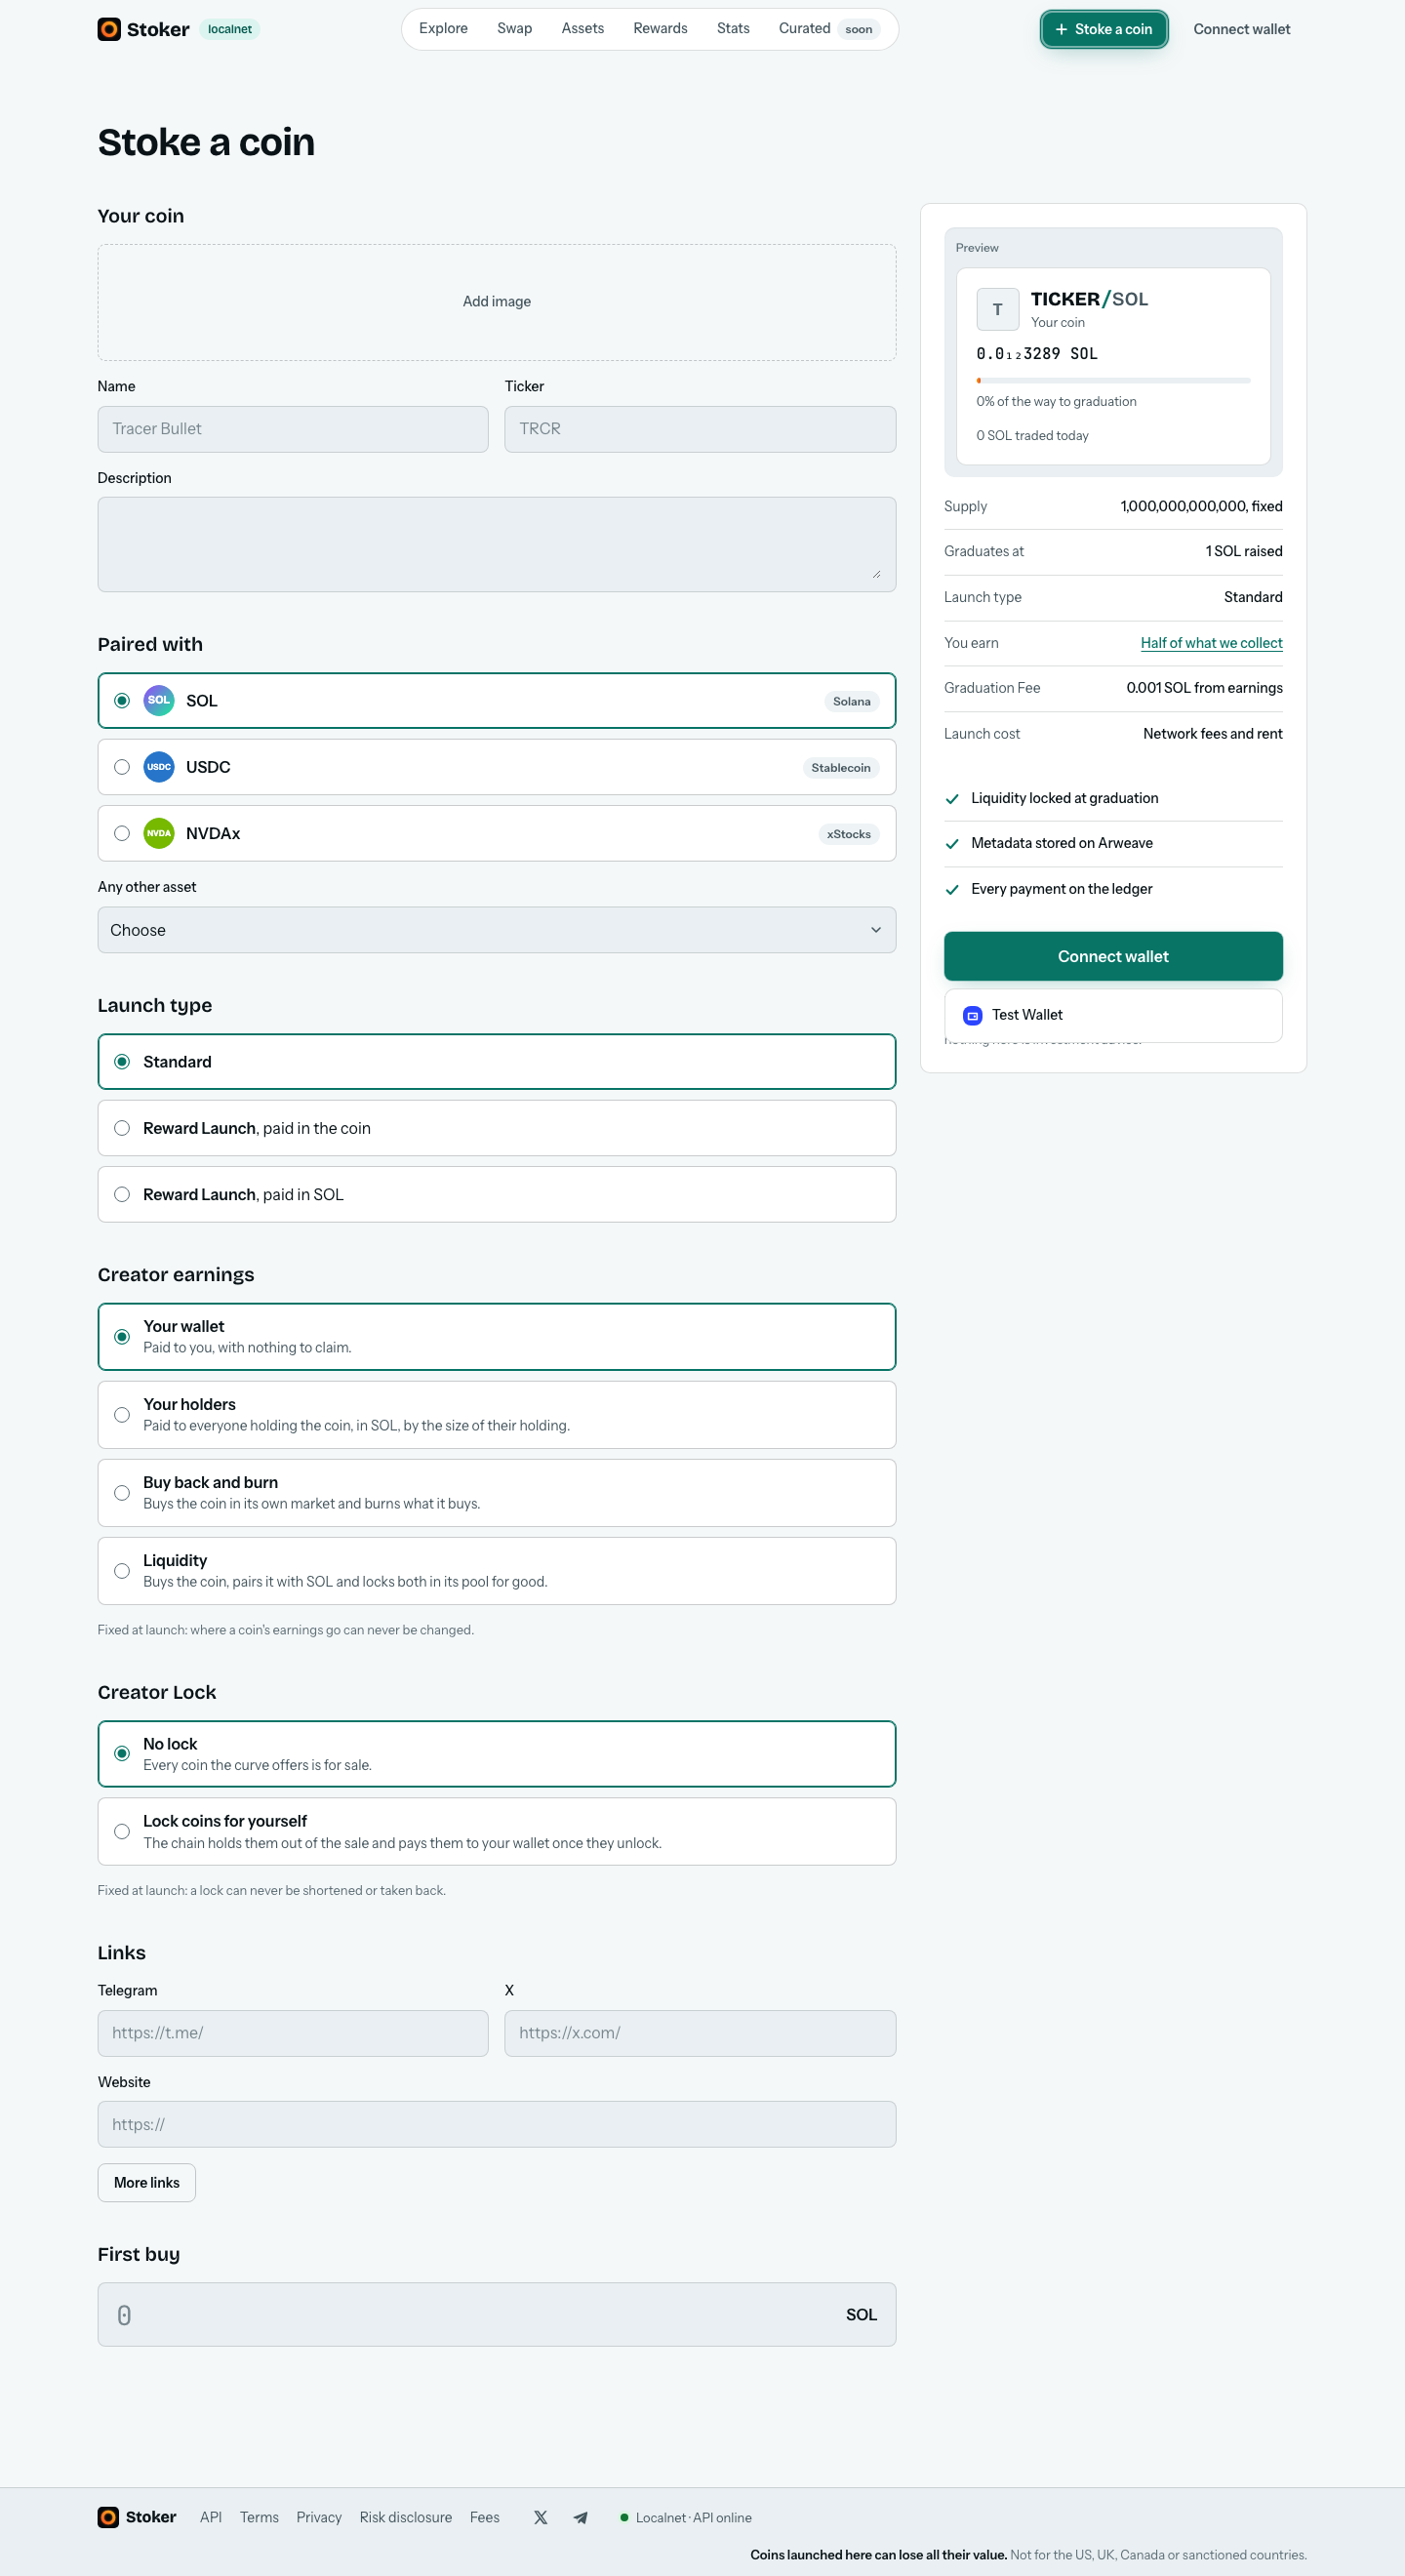 Stoker localnet
Explore Swap Assets Rewards Stats Curated soon
+ Stoke a coin Connect wallet
Stoke a coin
Your coin
Add image
Name Ticker
Tracer Bullet TRCR
Description
Paired with
SOL SOL Solana
USDC USDC Stablecoin
NVDA NVDAx xStocks
Any other asset
Choose
Launch type
Standard
Reward Launch, paid in the coin
Reward Launch, paid in SOL
Creator earnings
Your wallet
Paid to you, with nothing to claim.
Your holders
Paid to everyone holding the coin, in SOL, by the size of their holding.
Buy back and burn
Buys the coin in its own market and burns what it buys.
Liquidity
Buys the coin, pairs it with SOL and locks both in its pool for good.
Fixed at launch: where a coin's earnings go can never be changed.
Creator Lock
No lock
Every coin the curve offers is for sale.
Lock coins for yourself
The chain holds them out of the sale and pays them to your wallet once they unlock.
Fixed at launch: a lock can never be shortened or taken back.
Links
Telegram X
https://t.me/ https://x.com/
Website
https://
More links
First buy
0 SOL
Preview
T TICKER/SOL
Your coin
0.0₁₂3289 SOL
0% of the way to graduation
0 SOL traded today
Supply 1,000,000,000,000, fixed
Graduates at 1 SOL raised
Launch type Standard
You earn Half of what we collect
Graduation Fee 0.001 SOL from earnings
Launch cost Network fees and rent
Liquidity locked at graduation
Metadata stored on Arweave
Every payment on the ledger
Connect wallet
Test Wallet
Stoker API Terms Privacy Risk disclosure Fees Localnet · API online
Coins launched here can lose all their value. Not for the US, UK, Canada or sanctioned countries.